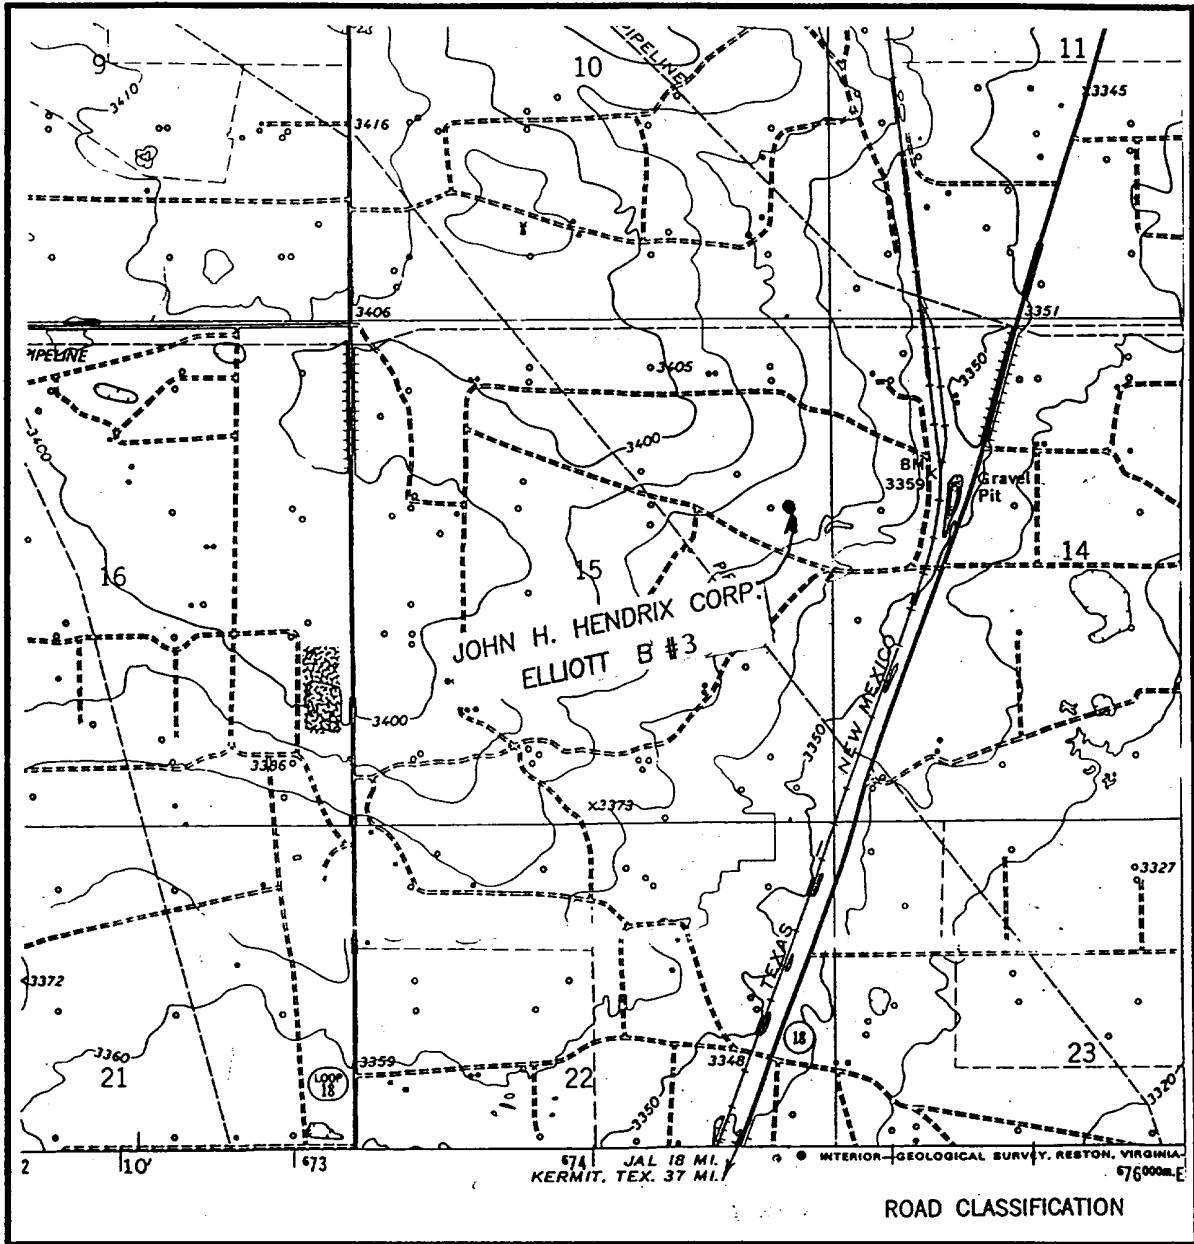 9
10
11
PIPELINE
3410
3416
3345
3406
3351
PIPELINE
3405
3350
3400
3400
BM
3359
Gravel
Pit
16
15
14
JOHN H. HENDRIX CORP.
ELLIOTT B #3
NEW MEXICO
3400
3350
3386
x3373
3327
TEXAS
3372
18
3360
3359
3348
23
21
LOOP
18
22
3350
3320
10'
673
674
JAL 18 MI.
KERMIT, TEX. 37 MI.
INTERIOR—GEOLOGICAL SURVEY, RESTON, VIRGINIA
676000m.E
ROAD CLASSIFICATION